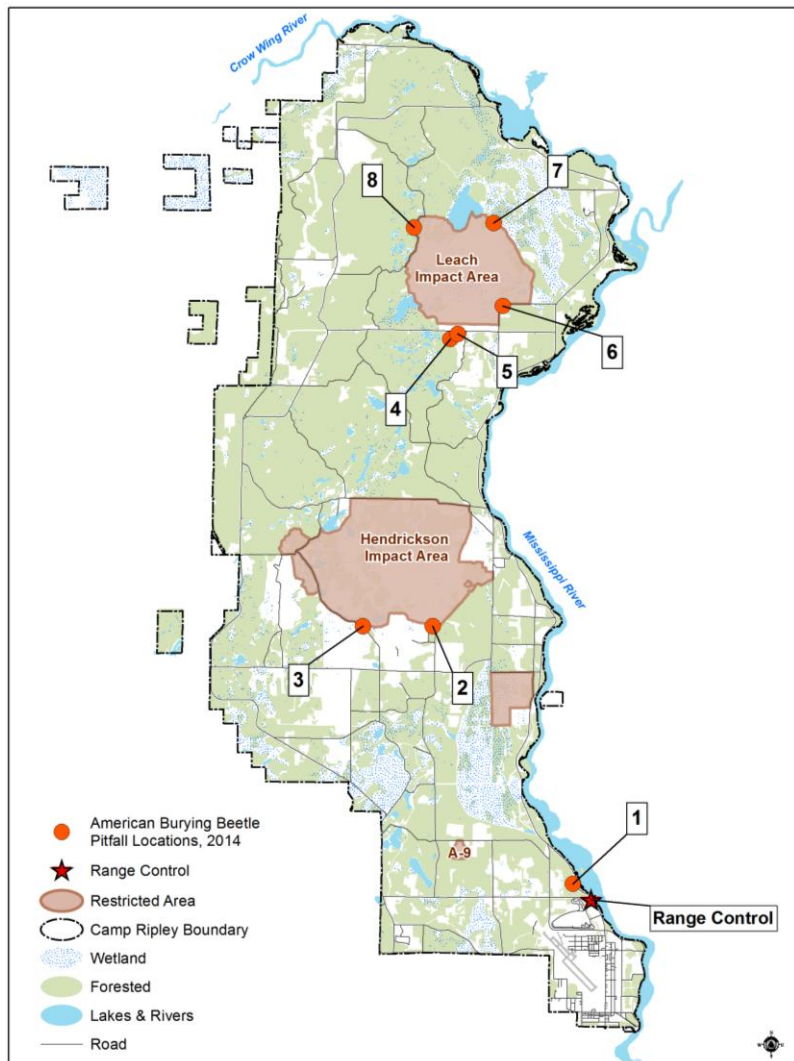 Crow Wing River
7
8
Leach
Impact Area
6
5
4
Hendrickson
Impact Area
Mississippi River
3
2
1
A-9
Range Control
American Burying Beetle
Pitfall Locations, 2014
Range Control
Restricted Area
Camp Ripley Boundary
Wetland
Forested
Lakes & Rivers
Road